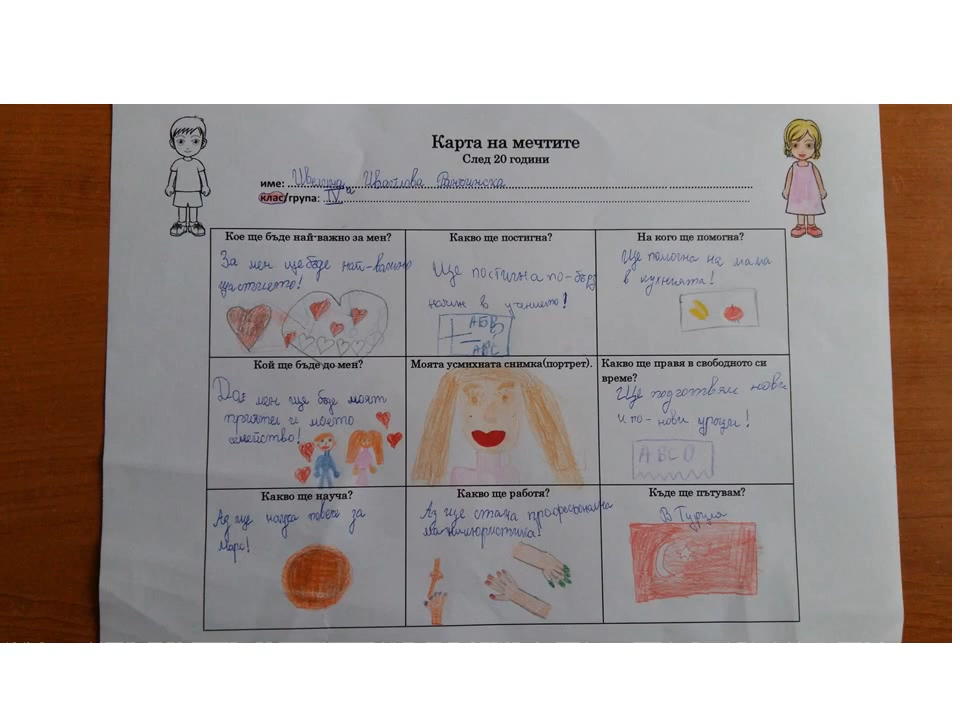 Карта на мечтите
След 20 години
име: Ивелина Ивайлова
клас/група: IV а
Кое ще бъде най-важно за мен?
За мен ще бъде най-важно
щастието!
Какво ще постигна?
Ще постигна по-бърз
начин в учението!
АБВ
АВС
На кого ще помогна?
Ще помогна на мама
в кухнята!
Кой ще бъде до мен?
До мен ще бъде моят
приятел и моето
семейство!
Моята усмихната снимка(портрет).
Какво ще правя в свободното си
време?
Ще подготвям нови
и по-нови уроци!
ABCD
Какво ще науча?
Аз ще науча повече за
Марс!
Какво ще работя?
Аз ще стана професионална
маникюристка!
Къде ще пътувам?
В Турция